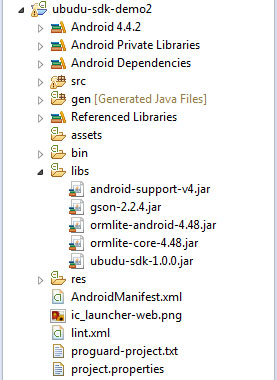 ubudu-sdk-demo2
Android 4.4.2
Android Private Libraries
Android Dependencies
src
gen [Generated Java Files]
Referenced Libraries
assets
bin
libs
android-support-v4.jar
gson-2.2.4.jar
ormlite-android-4.48.jar
ormlite-core-4.48.jar
ubudu-sdk-1.0.0.jar
res
AndroidManifest.xml
ic_launcher-web.png
lint.xml
proguard-project.txt
project.properties